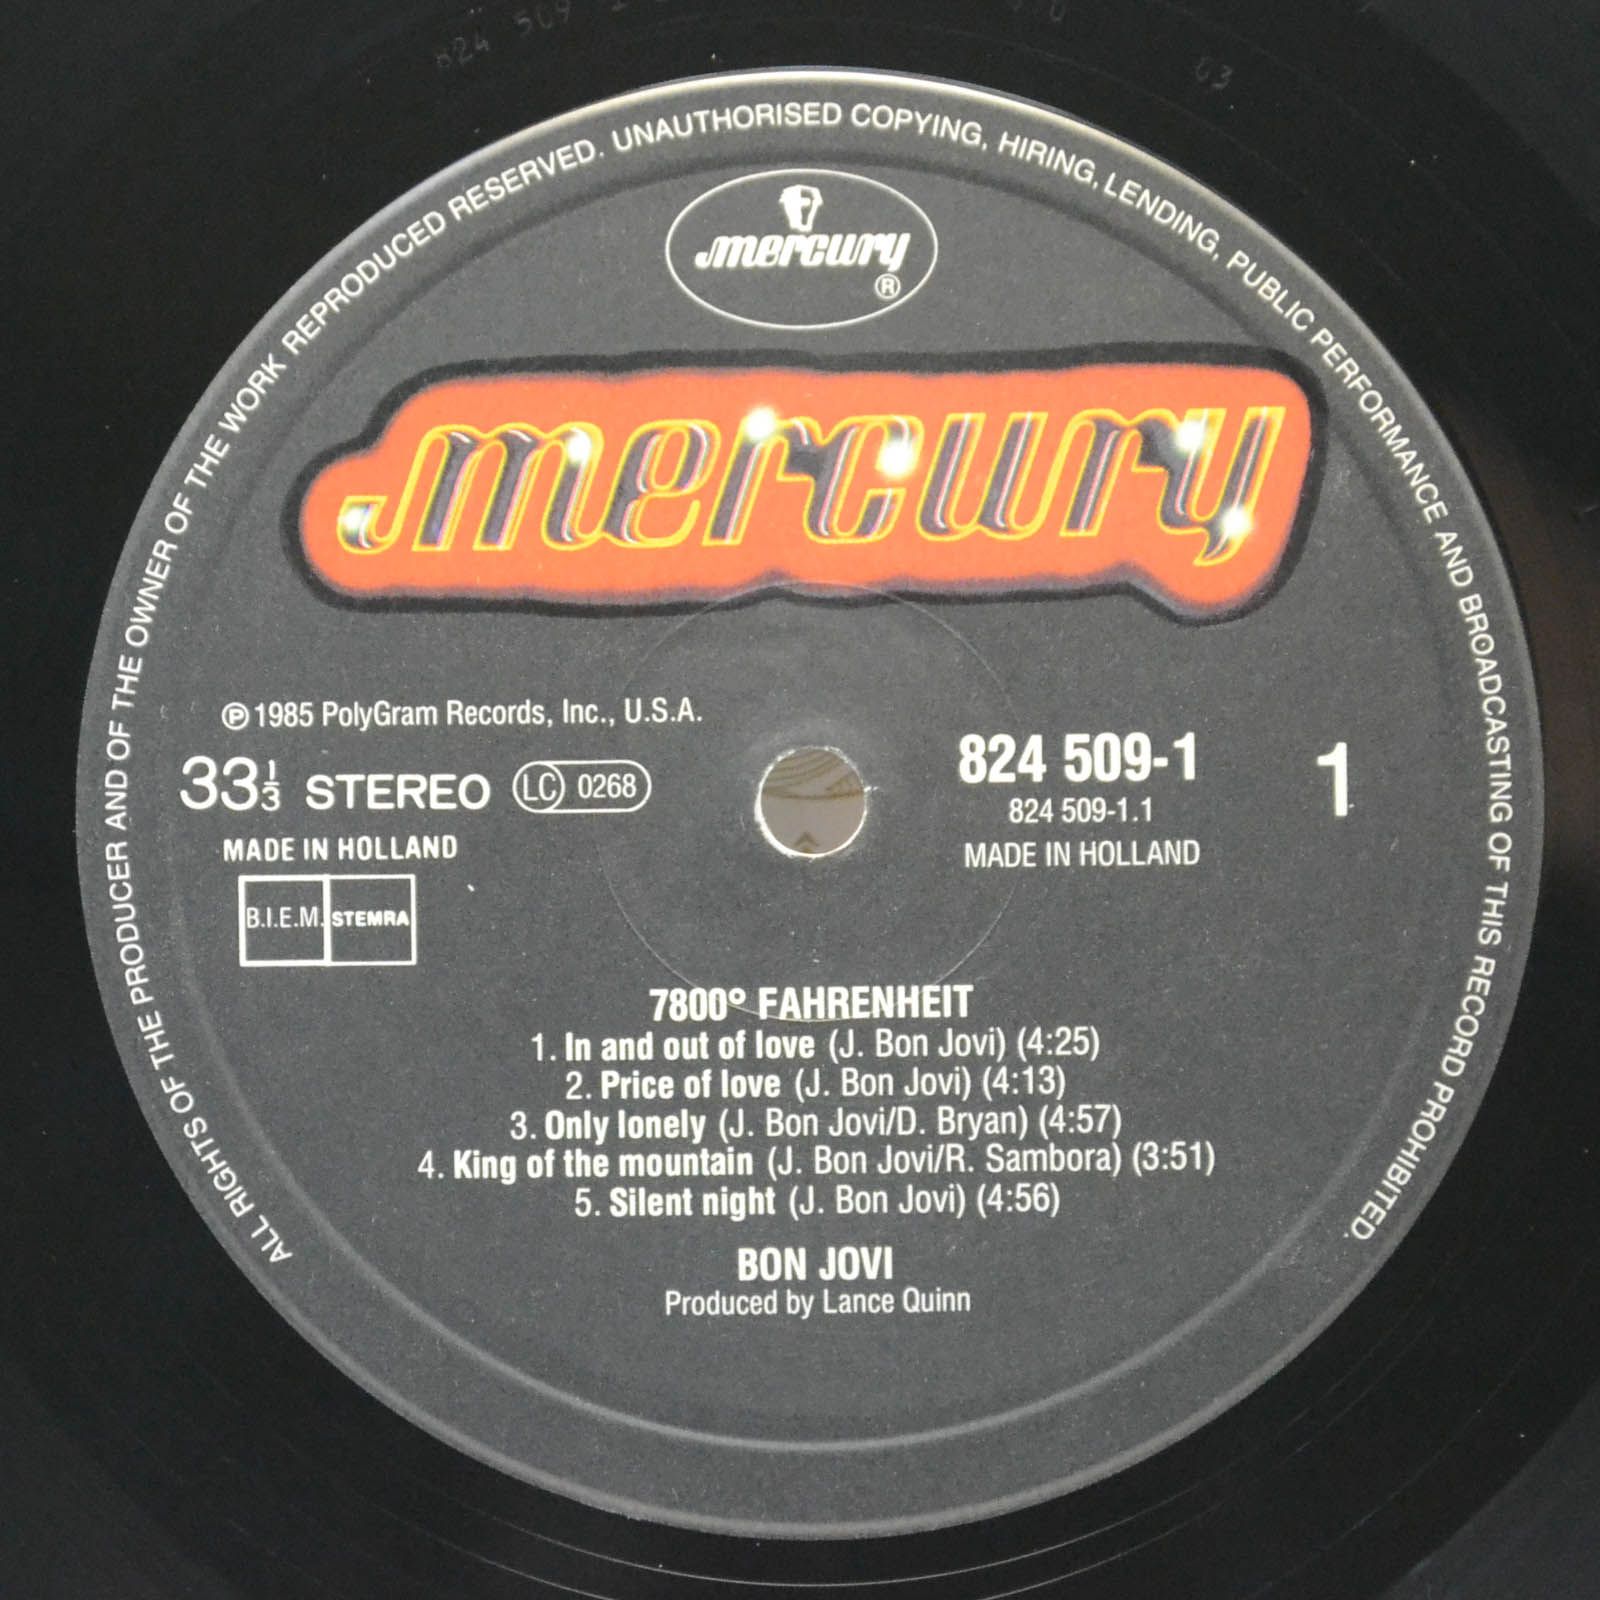 ALL RIGHTS OF THE PRODUCER AND OF THE OWNER OF THE WORK REPRODUCED RESERVED. UNAUTHORISED COPYING, HIRING, LENDING, PUBLIC PERFORMANCE AND BROADCASTING OF THIS RECORD PROHIBITED.
mercury
®
mercury
℗ 1985 PolyGram Records, Inc., U.S.A.
33⅓ STEREO LC 0268
MADE IN HOLLAND
B.I.E.M. STEMRA
824 509-1 1
824 509-1.1
MADE IN HOLLAND
7800° FAHRENHEIT
1. In and out of love (J. Bon Jovi) (4:25)
2. Price of love (J. Bon Jovi) (4:13)
3. Only lonely (J. Bon Jovi/D. Bryan) (4:57)
4. King of the mountain (J. Bon Jovi/R. Sambora) (3:51)
5. Silent night (J. Bon Jovi) (4:56)
BON JOVI
Produced by Lance Quinn